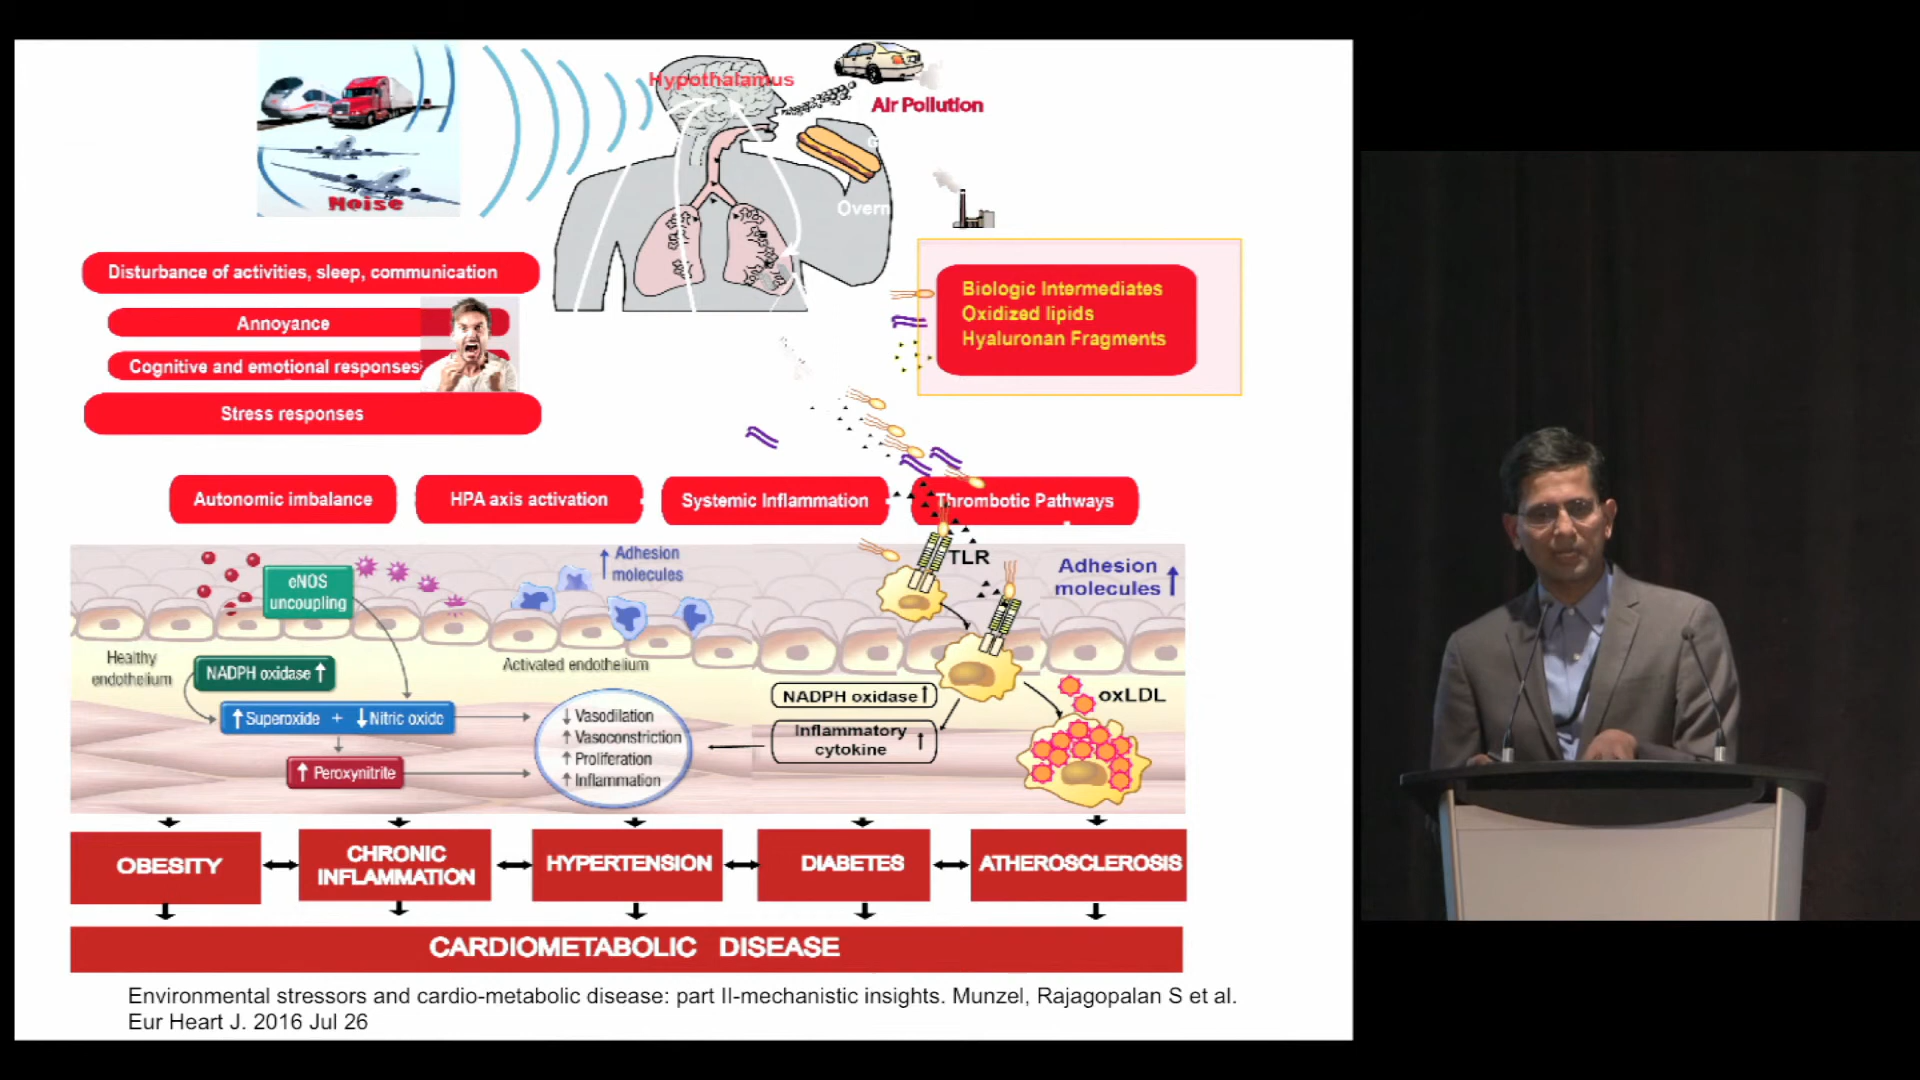 Hypothalamus
Air Pollution
Noise
G
Overn
Disturbance of activities, sleep, communication
Annoyance
Cognitive and emotional responses
Stress responses
Biologic Intermediates
Oxidized lipids
Hyaluronan Fragments
Autonomic imbalance
HPA axis activation
Systemic Inflammation
Thrombotic Pathways
eNOS
uncoupling
↑ Adhesion
molecules
TLR
Adhesion
molecules ↑
Healthy
endothelium
NADPH oxidase ↑
Activated endothelium
↑ Superoxide + ↓ Nitric oxide
↑ Peroxynitrite
↓ Vasodilation
↑ Vasoconstriction
↑ Proliferation
↑ Inflammation
NADPH oxidase ↑
Inflammatory
cytokine ↑
oxLDL
OBESITY
CHRONIC
INFLAMMATION
HYPERTENSION
DIABETES
ATHEROSCLEROSIS
CARDIOMETABOLIC DISEASE
Environmental stressors and cardio-metabolic disease: part II-mechanistic insights. Munzel, Rajagopalan S et al.
Eur Heart J. 2016 Jul 26